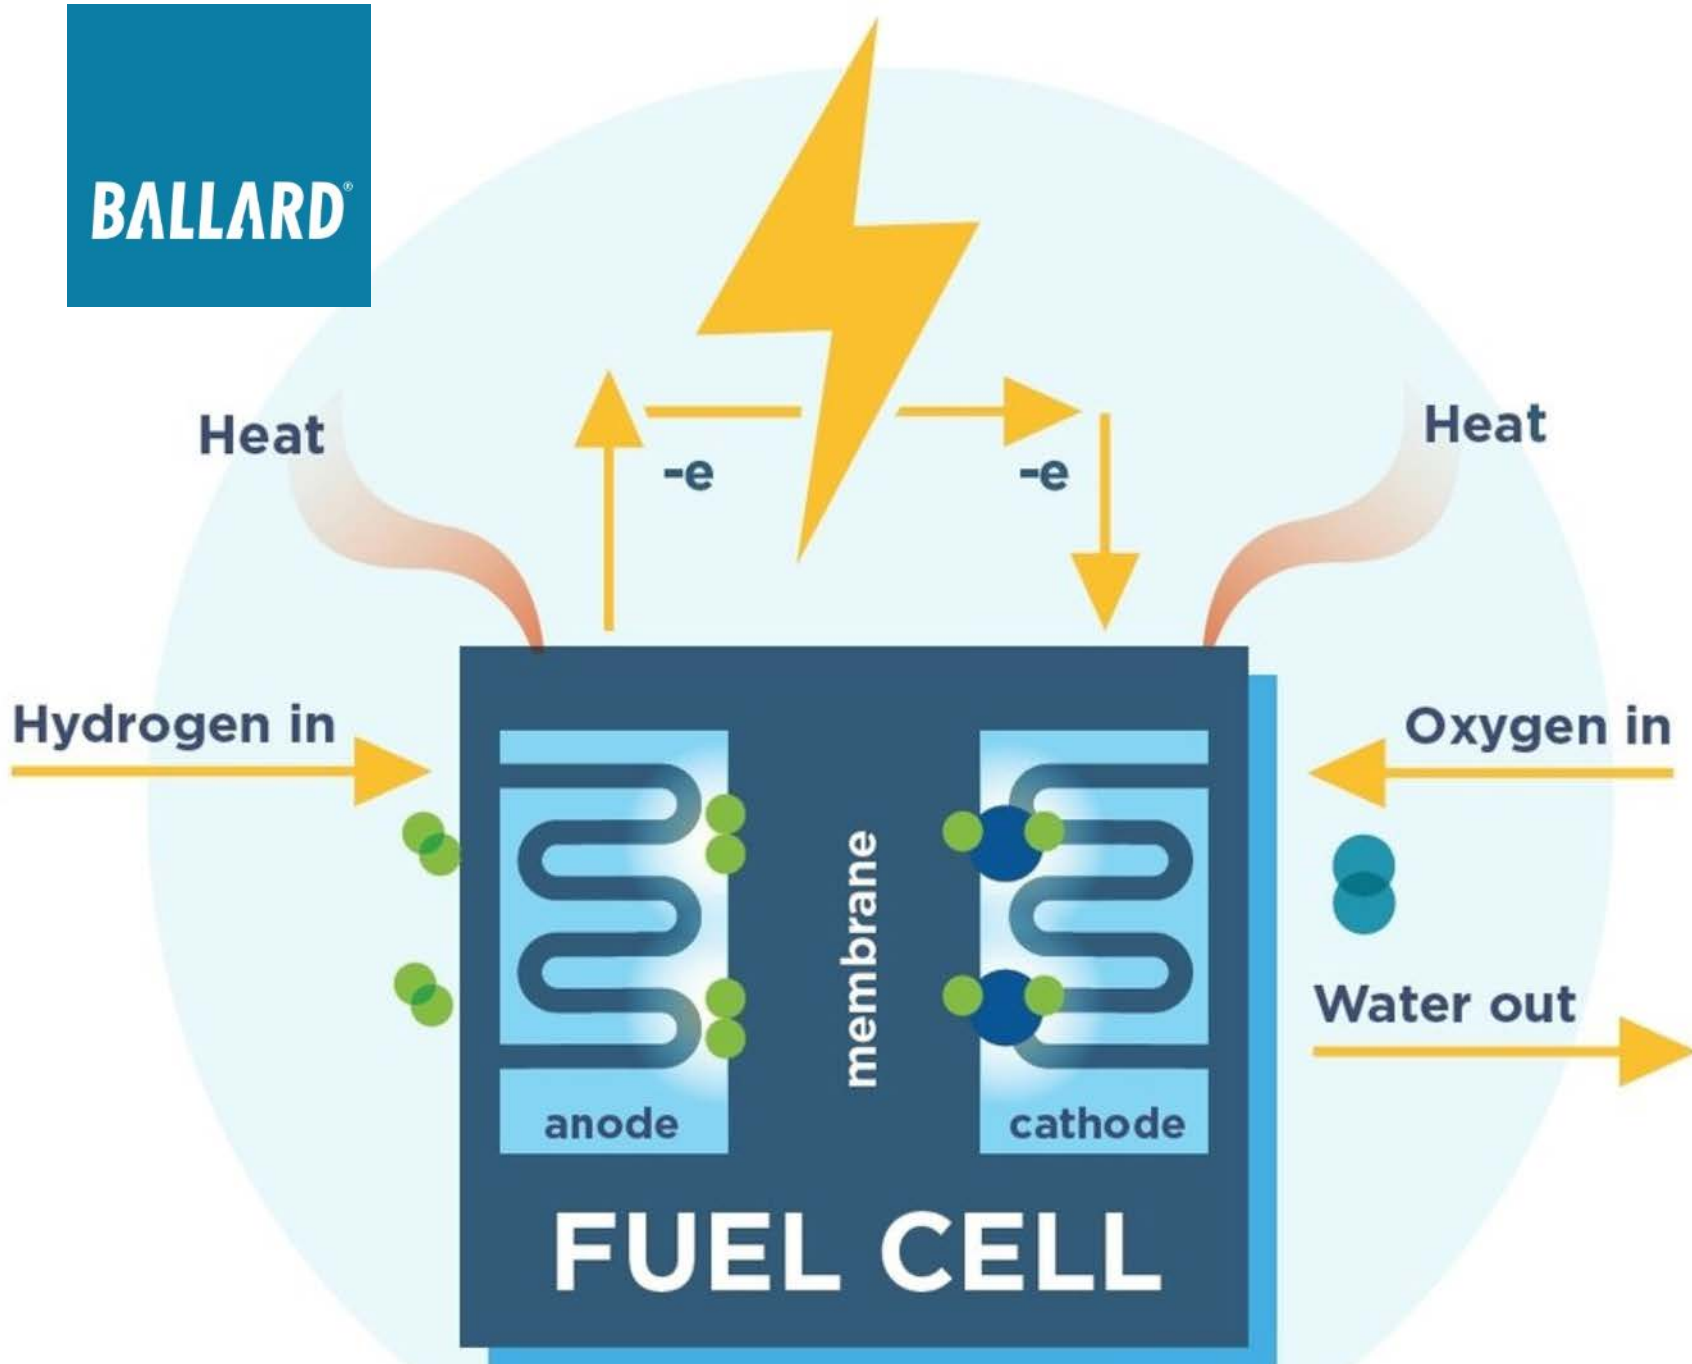 BALLARD®
Heat
Heat
-e
-e
Hydrogen in
Oxygen in
membrane
Water out
anode
cathode
FUEL CELL